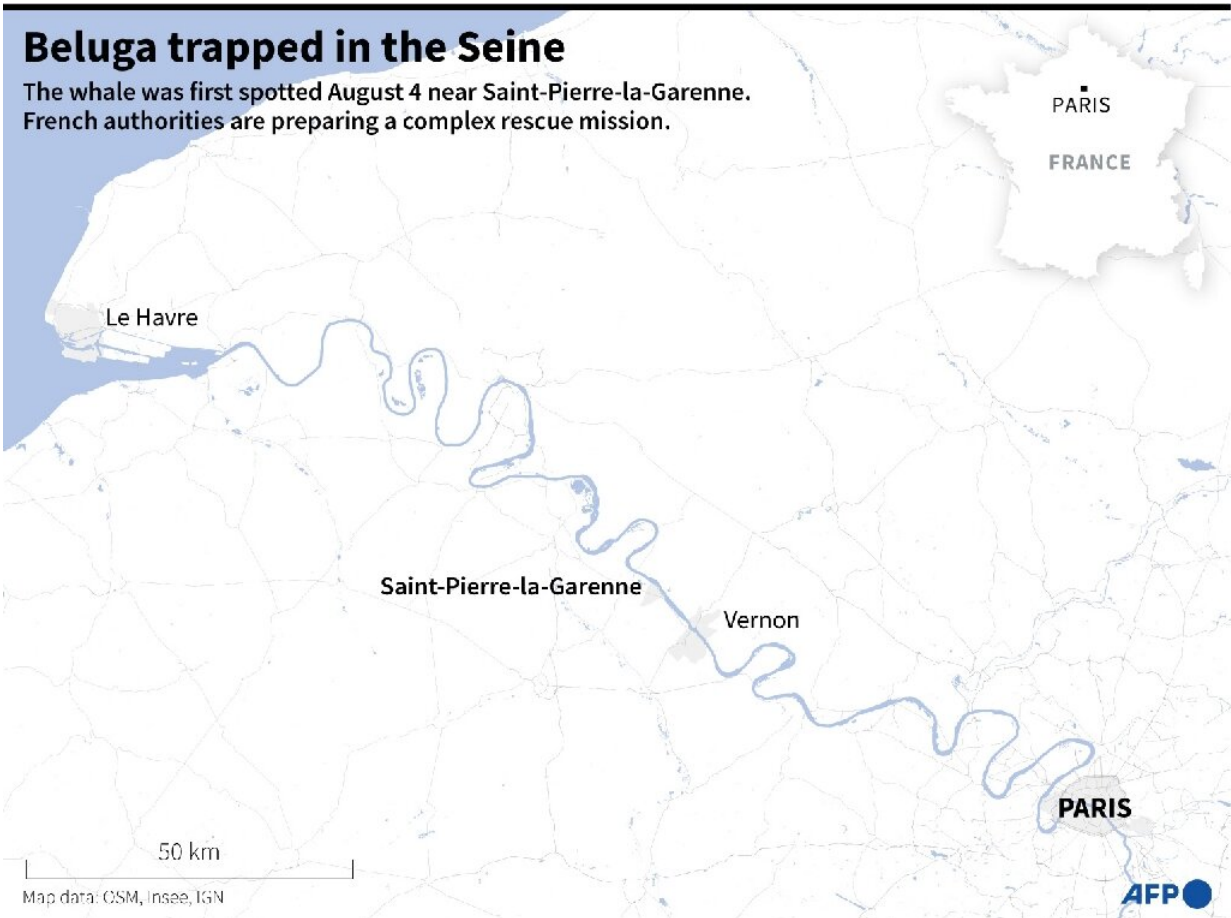 Beluga trapped in the Seine
The whale was first spotted August 4 near Saint-Pierre-la-Garenne.
French authorities are preparing a complex rescue mission.
PARIS
FRANCE
Le Havre
Saint-Pierre-la-Garenne
Vernon
PARIS
50 km
Map data: OSM, Insee, IGN
AFP